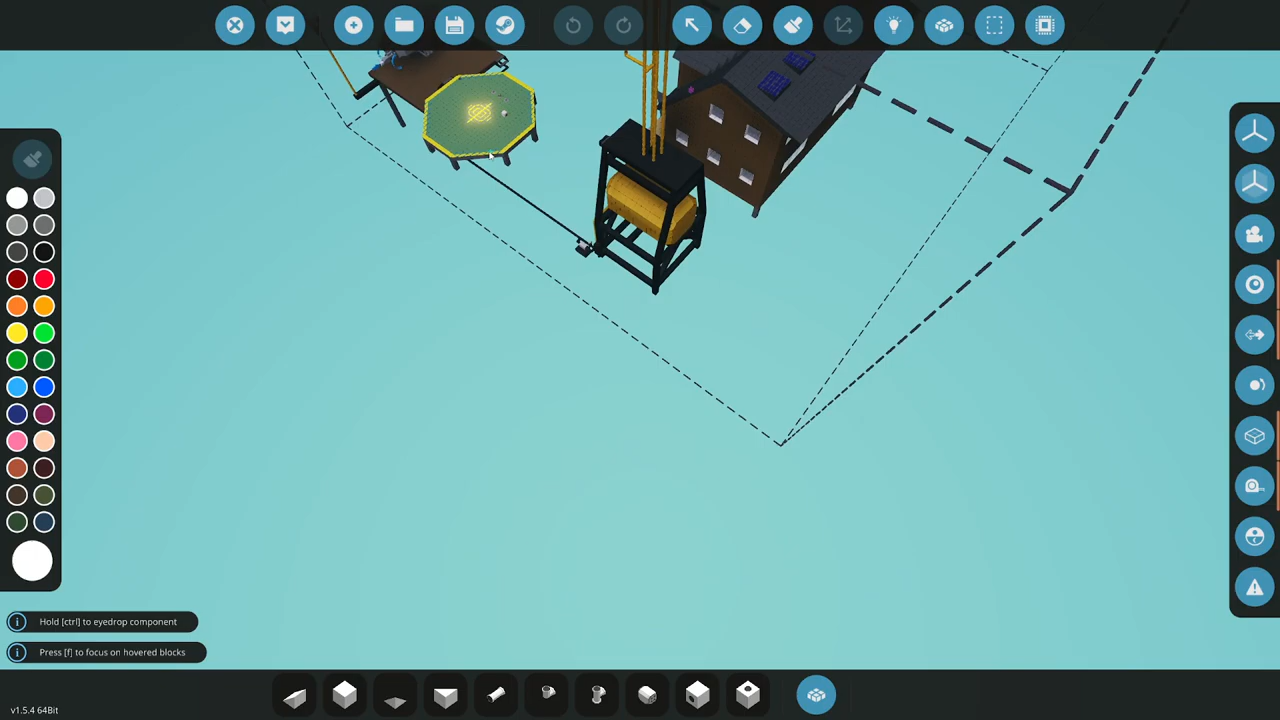 Hold [ctrl] to eyedrop component
Press [f] to focus on hovered blocks
v1.5.4 64Bit